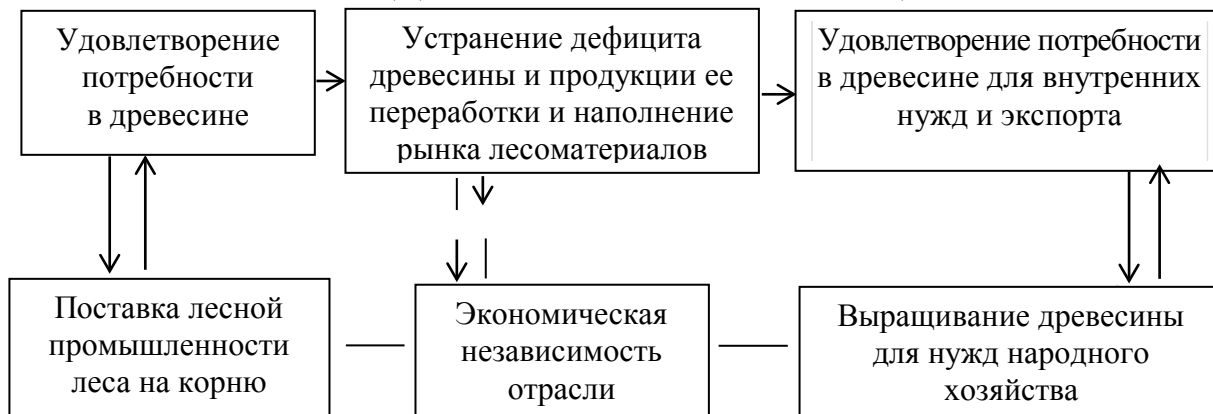 Удовлетворение
потребности
в древесине
Устранение дефицита
древесины и продукции ее
переработки и наполнение
рынка лесоматериалов
Удовлетворение потребности
в древесине для внутренних
нужд и экспорта
Поставка лесной
промышленности
леса на корню
Экономическая
независимость
отрасли
Выращивание древесины
для нужд народного
хозяйства